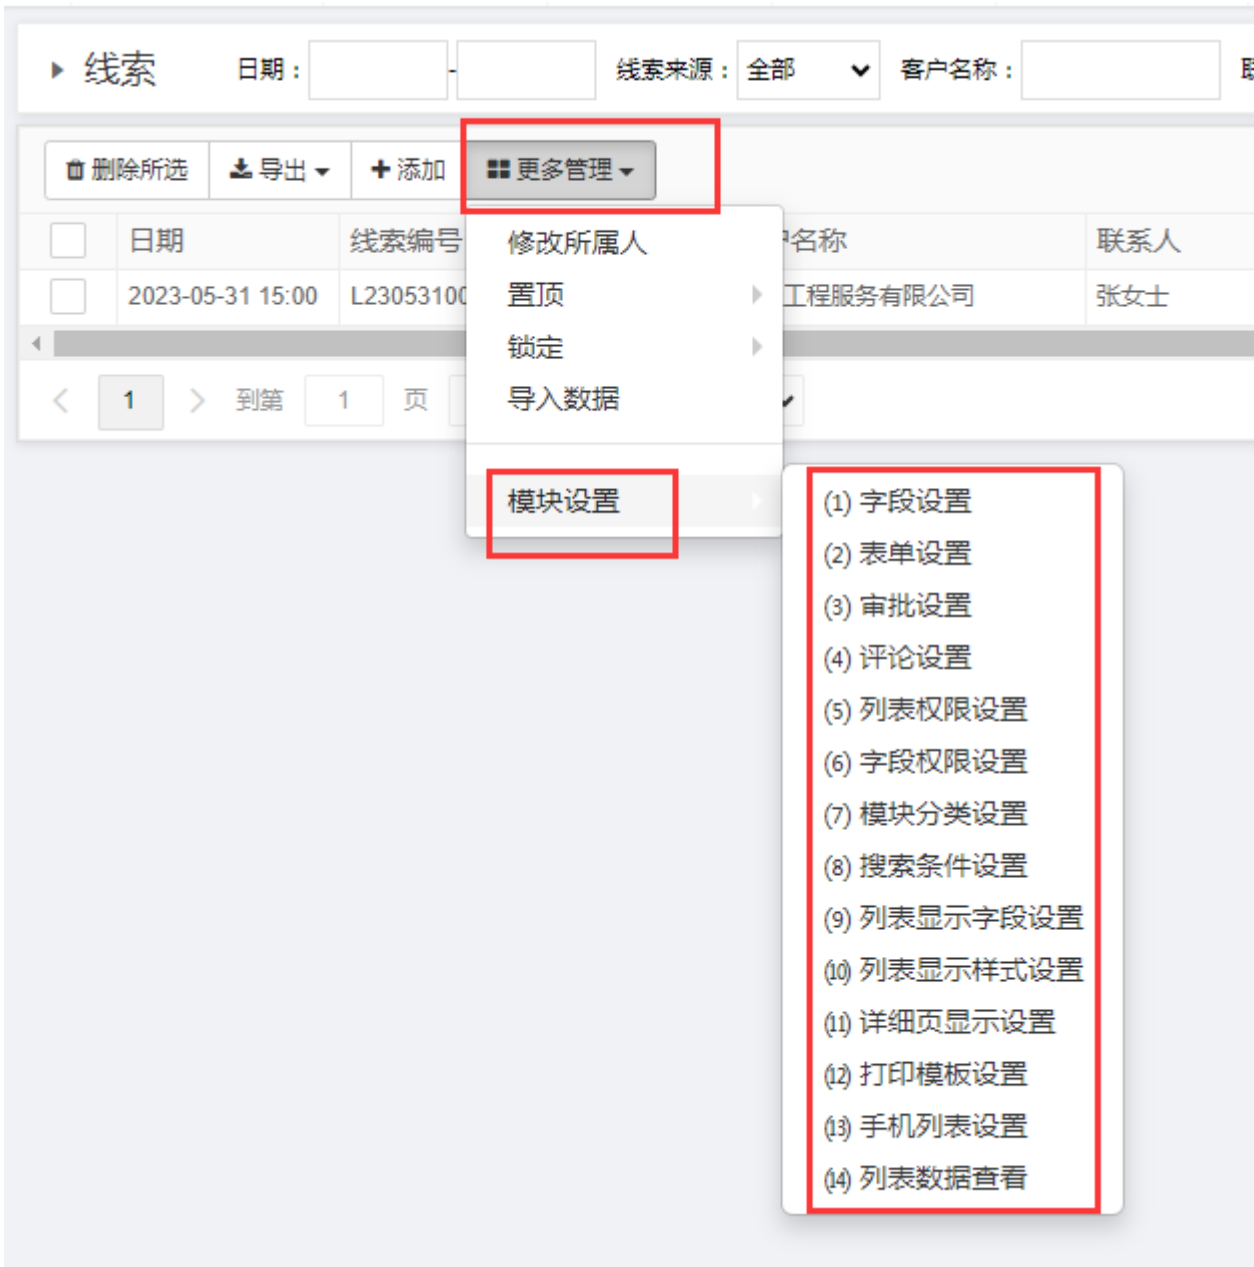 线索 日期： - 线索来源： 全部 客户名称：
删除所选 导出 添加 更多管理
日期 线索编号 名称 联系人
2023-05-31 15:00 L23053100 工程服务有限公司 张女士
1 到第 1 页
修改所属人
置顶
锁定
导入数据
模块设置
(1) 字段设置
(2) 表单设置
(3) 审批设置
(4) 评论设置
(5) 列表权限设置
(6) 字段权限设置
(7) 模块分类设置
(8) 搜索条件设置
(9) 列表显示字段设置
(10) 列表显示样式设置
(11) 详细页显示设置
(12) 打印模板设置
(13) 手机列表设置
(14) 列表数据查看